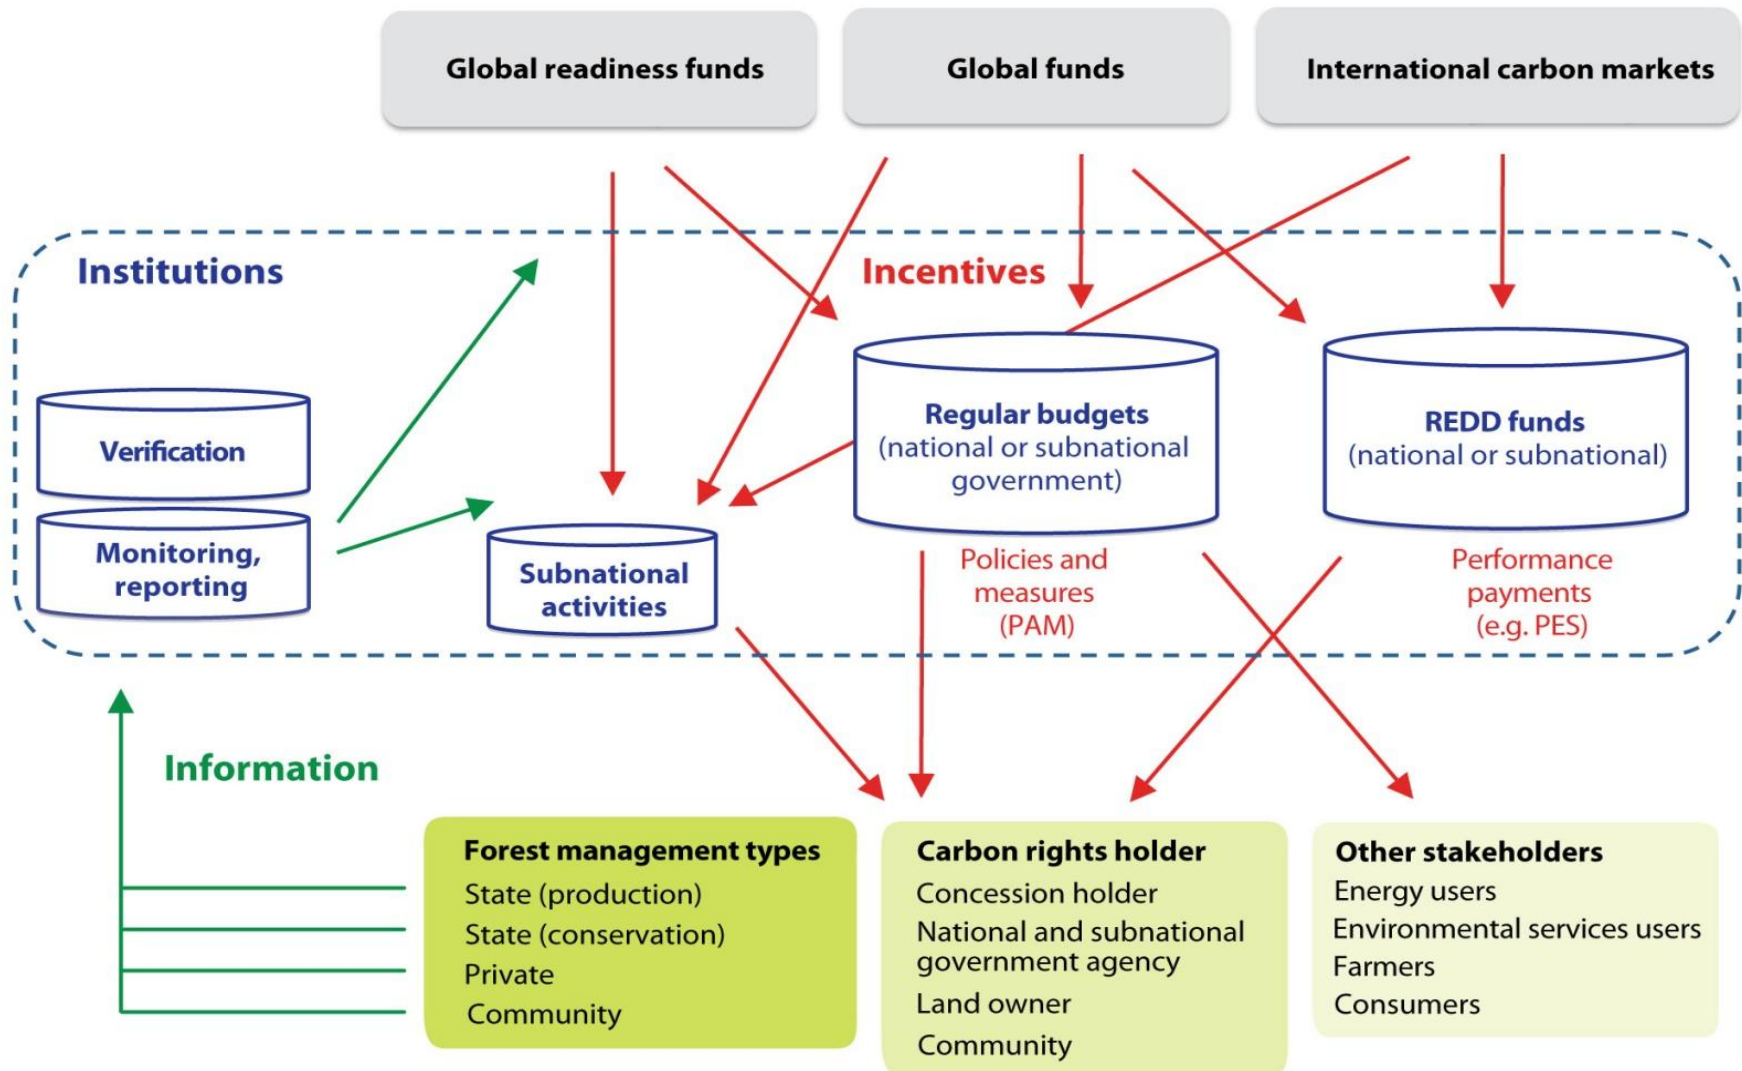 Global readiness funds
Global funds
International carbon markets
Institutions
Incentives
Verification
Monitoring,
reporting
Subnational
activities
Regular budgets
(national or subnational
government)
REDD funds
(national or subnational)
Policies and
measures
(PAM)
Performance
payments
(e.g. PES)
Information
Forest management types
State (production)
State (conservation)
Private
Community
Carbon rights holder
Concession holder
National and subnational
government agency
Land owner
Community
Other stakeholders
Energy users
Environmental services users
Farmers
Consumers